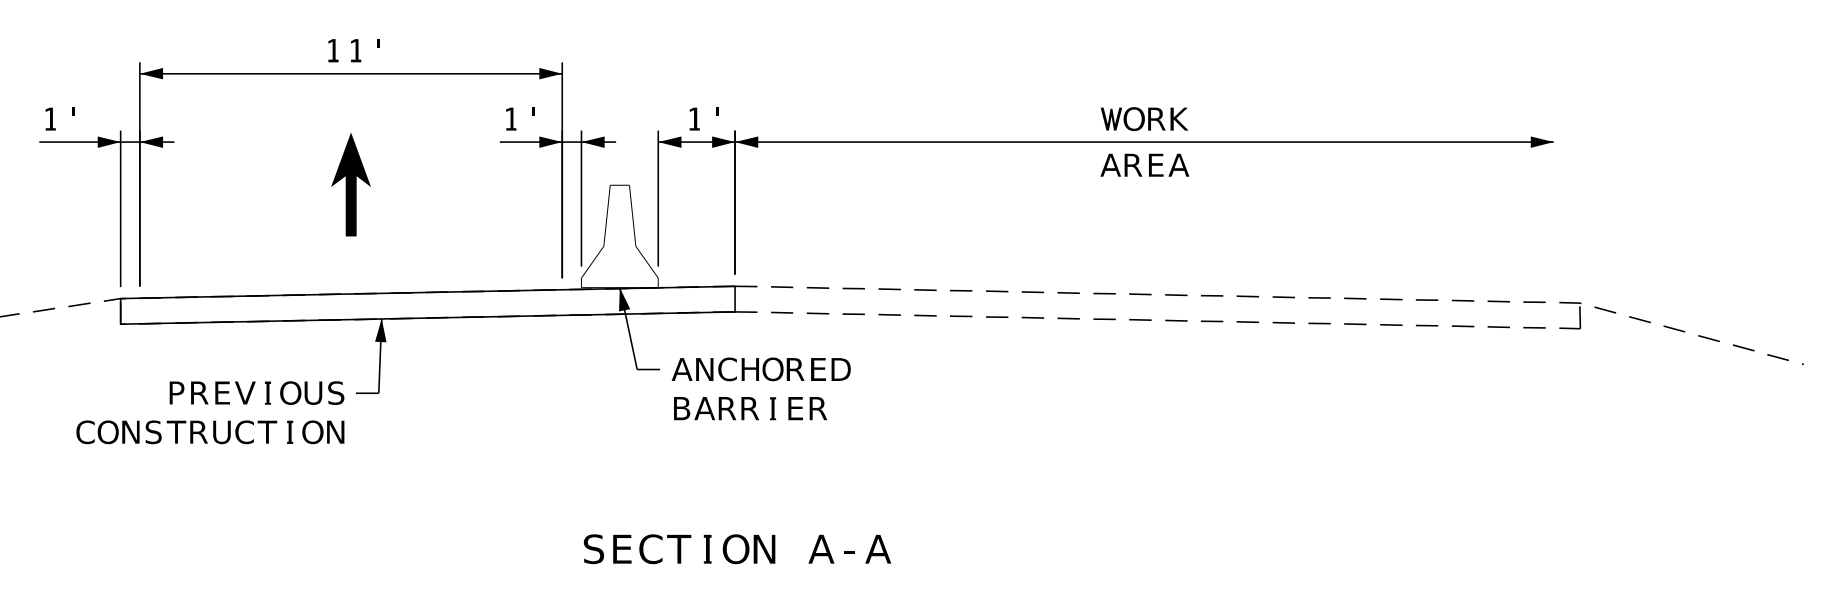 11'
1'
1'
1'
WORK
AREA
ANCHORED
BARRIER
PREVIOUS
CONSTRUCTION
SECTION A-A